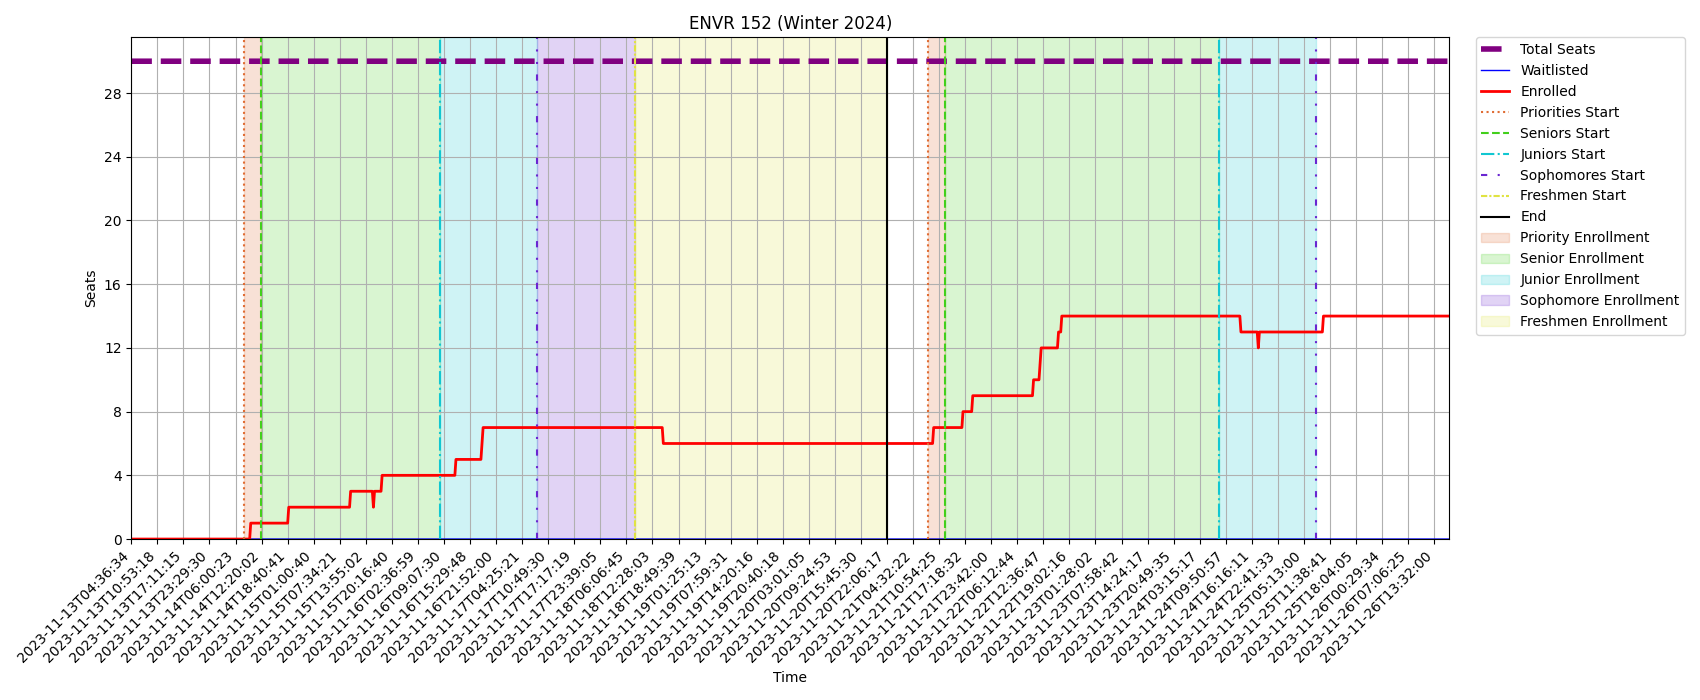 ENVR 152 (Winter 2024)
Seats
28
24
20
16
12
8
4
0
2023-11-13T04:36:34
2023-11-13T10:53:18
2023-11-13T17:11:15
2023-11-13T23:29:30
2023-11-14T06:00:23
2023-11-14T12:20:02
2023-11-14T18:40:41
2023-11-15T01:00:40
2023-11-15T07:34:21
2023-11-15T13:55:02
2023-11-15T20:16:40
2023-11-16T02:36:59
2023-11-16T09:07:30
2023-11-16T15:29:48
2023-11-16T21:52:00
2023-11-17T04:25:21
2023-11-17T10:49:30
2023-11-17T17:17:19
2023-11-17T23:39:05
2023-11-18T06:06:45
2023-11-18T12:28:03
2023-11-18T18:49:39
2023-11-19T01:25:13
2023-11-19T07:59:31
2023-11-19T14:20:16
2023-11-19T20:40:18
2023-11-20T03:01:05
2023-11-20T09:24:53
2023-11-20T15:45:30
2023-11-20T22:06:17
2023-11-21T04:32:22
2023-11-21T10:54:25
2023-11-21T17:18:32
2023-11-21T23:42:00
2023-11-22T06:12:44
2023-11-22T12:36:47
2023-11-22T19:02:16
2023-11-23T01:28:02
2023-11-23T07:58:42
2023-11-23T14:24:17
2023-11-23T20:49:35
2023-11-24T03:15:17
2023-11-24T09:50:57
2023-11-24T16:16:11
2023-11-24T22:41:33
2023-11-25T05:13:00
2023-11-25T11:38:41
2023-11-25T18:04:05
2023-11-26T00:29:34
2023-11-26T07:06:25
2023-11-26T13:32:00
Time
Total Seats
Waitlisted
Enrolled
Priorities Start
Seniors Start
Juniors Start
Sophomores Start
Freshmen Start
End
Priority Enrollment
Senior Enrollment
Junior Enrollment
Sophomore Enrollment
Freshmen Enrollment